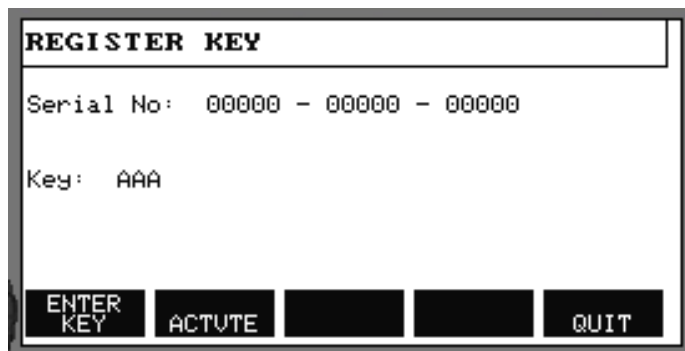 REGISTER KEY
Serial No: 00000 - 00000 - 00000
Key: AAA
ENTER
KEY
ACTVTE
QUIT